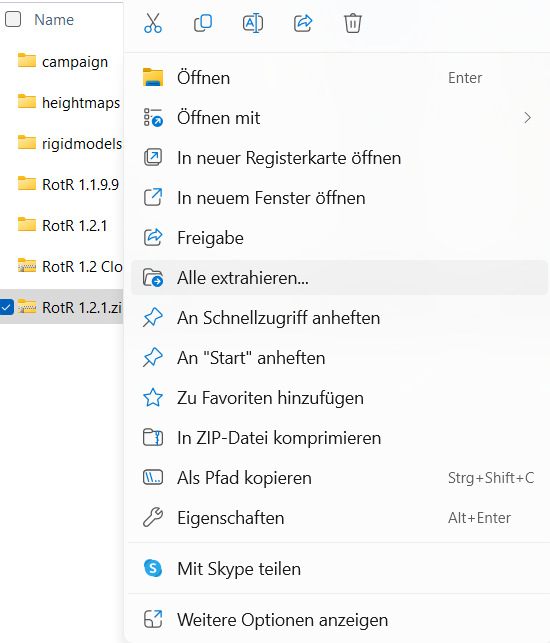 Name
campaign
heightmaps
rigidmodels
RotR 1.1.9.9
RotR 1.2.1
RotR 1.2 Clo
RotR 1.2.1.zi
Öffnen Enter
Öffnen mit
In neuer Registerkarte öffnen
In neuem Fenster öffnen
Freigabe
Alle extrahieren...
An Schnellzugriff anheften
An "Start" anheften
Zu Favoriten hinzufügen
In ZIP-Datei komprimieren
Als Pfad kopieren Strg+Shift+C
Eigenschaften Alt+Enter
Mit Skype teilen
Weitere Optionen anzeigen